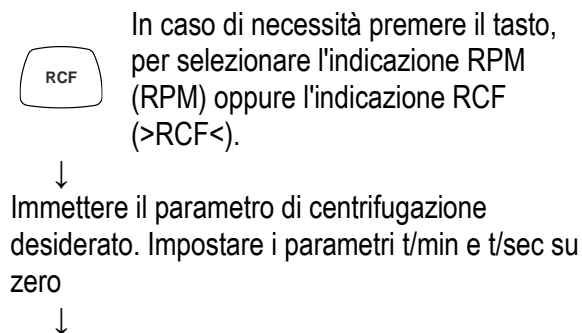 In caso di necessità premere il tasto,
per selezionare l'indicazione RPM
RCF
(RPM) oppure l'indicazione RCF
(>RCF<).
↓
Immettere il parametro di centrifugazione
desiderato. Impostare i parametri t/min e t/sec su
zero
↓